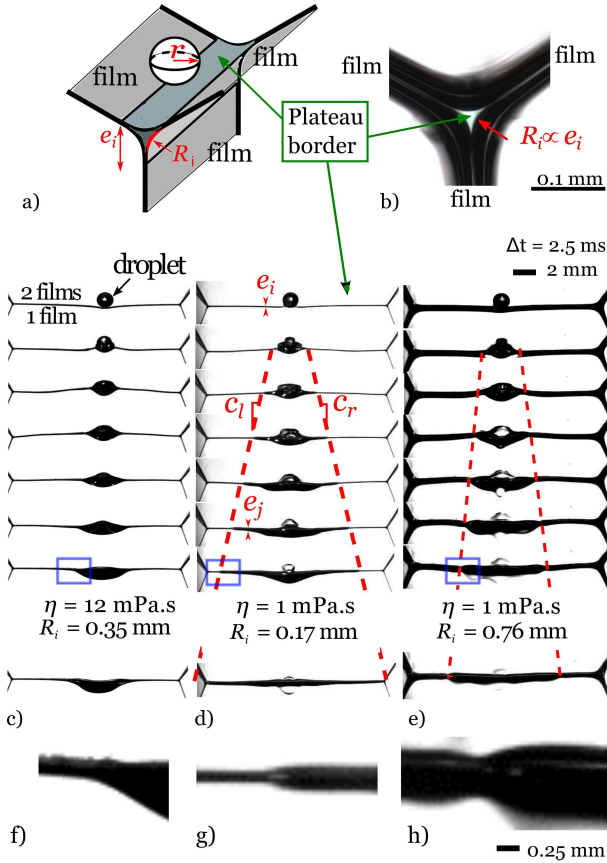 r
film
film
film
e_i
R_i
Plateau
border
a)
film
film
R_i ∝ e_i
0.1 mm
film
b)
Δt = 2.5 ms
2 mm
droplet
2 films
1 film
e_i
c_l
c_r
e_j
η = 12 mPa.s
R_i = 0.35 mm
η = 1 mPa.s
R_i = 0.17 mm
η = 1 mPa.s
R_i = 0.76 mm
c)
d)
e)
f)
g)
h)
0.25 mm